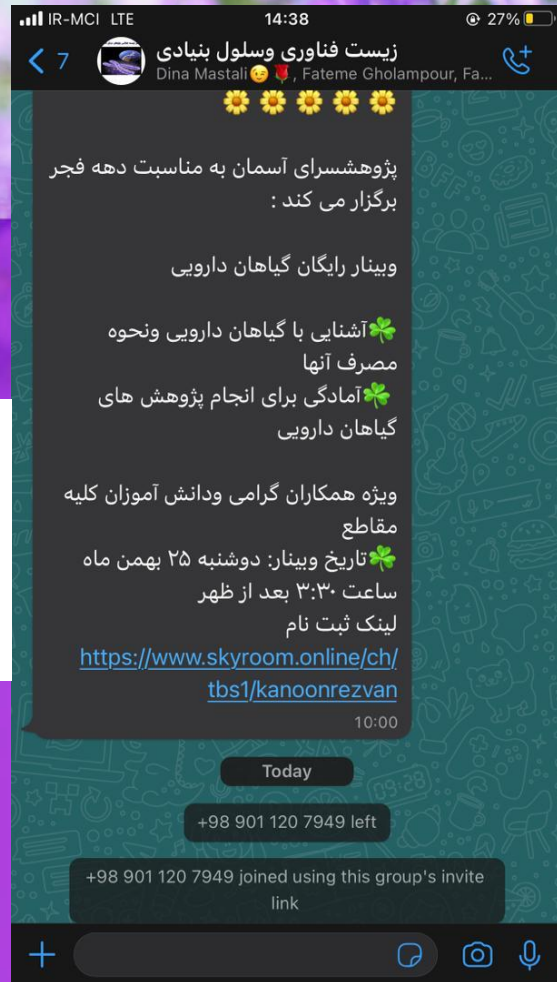 IR-MCI LTE 14:38 27%
7 زیست فناوری وسلول بنیادی
Dina Mastali😉🌹, Fateme Gholampour, Fa...
🌼 🌼 🌼 🌼 🌼
پژوهشسرای آسمان به مناسبت دهه فجر
برگزار می کند :
وبینار رایگان گیاهان دارویی
☘️آشنایی با گیاهان دارویی ونحوه
مصرف آنها
☘️آمادگی برای انجام پژوهش های
گیاهان دارویی
ویژه همکاران گرامی ودانش آموزان کلیه
مقاطع
☘️تاریخ وبینار: دوشنبه ۲۵ بهمن ماه
ساعت ۳:۳۰ بعد از ظهر
لینک ثبت نام
https://www.skyroom.online/ch/
tbs1/kanoonrezvan
10:00
Today
+98 901 120 7949 left
+98 901 120 7949 joined using this group's invite
link